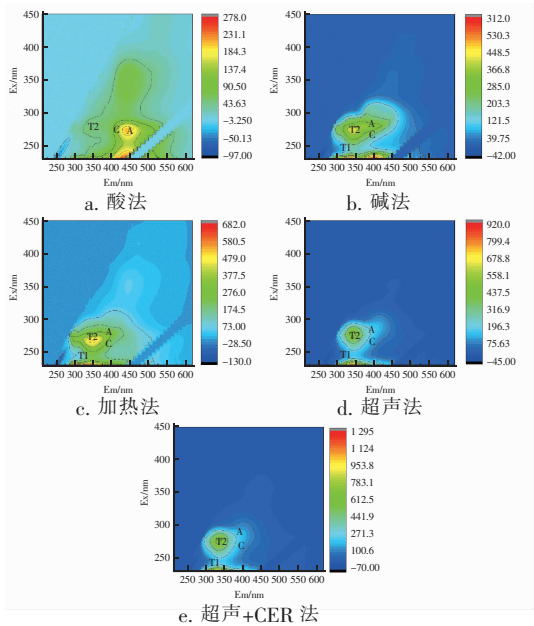 450
400
350
300
250
Ex/nm
T2
C
A
250 300 350 400 450 500 550 600
Em/nm
278.0
231.1
184.3
137.4
90.50
43.63
-3.250
-50.13
-97.00
a. 酸法
450
400
350
300
250
Ex/nm
T2
A
C
T1
250 300 350 400 450 500 550 600
Em/nm
312.0
630.3
448.5
366.8
285.0
203.3
121.5
39.75
-42.00
b. 碱法
450
400
350
300
250
Ex/nm
T2
A
C
T1
250 300 350 400 450 500 550 600
Em/nm
682.0
580.5
479.0
377.5
276.0
174.5
73.00
-28.50
-130.0
c. 加热法
450
400
350
300
250
Ex/nm
T2
A
C
T1
250 300 350 400 450 500 550 600
Em/nm
920.0
799.4
678.8
558.1
437.5
316.9
196.3
75.63
-45.00
d. 超声法
450
400
350
300
250
Ex/nm
T2
A
C
T1
250 300 350 400 450 500 550 600
Em/nm
1 295
1 124
953.8
783.1
612.5
441.9
271.3
100.6
-70.00
e. 超声+CER 法